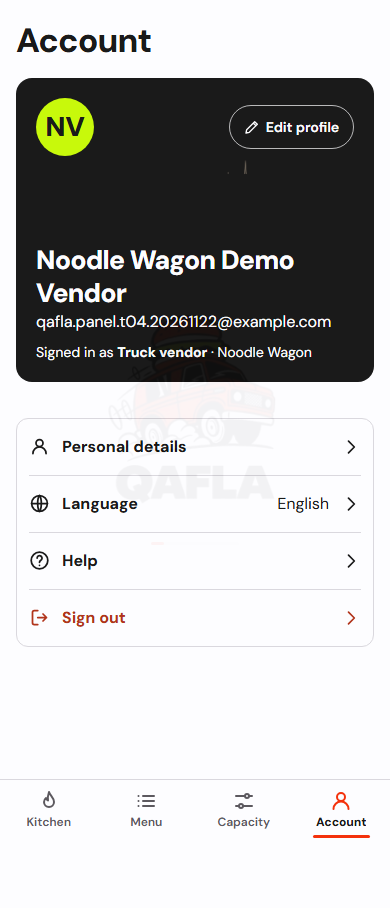 Account
NV
Edit profile
Noodle Wagon Demo
Vendor
qafla.panel.t04.20261122@example.com
Signed in as Truck vendor · Noodle Wagon
Personal details
QAFLA
Language
English
Help
Sign out
Kitchen
Menu
Capacity
Account